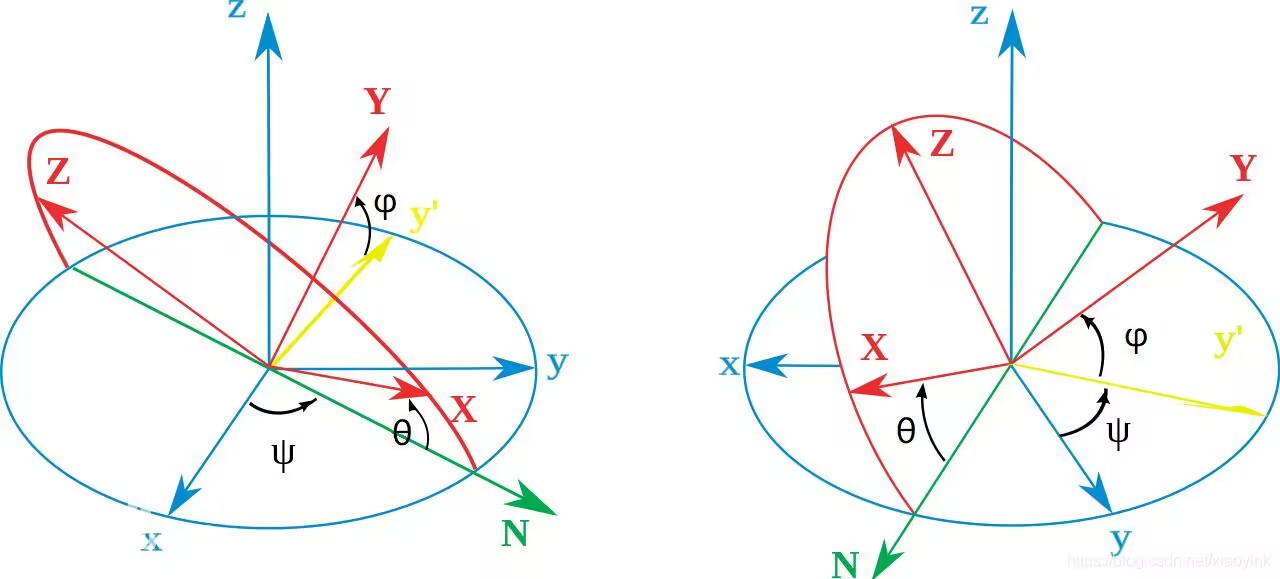 z
Y
Z
φ
y'
y
X
θ
ψ
x
N
z
Y
Z
φ
y'
x
X
θ
ψ
y
N
https://blog.csdn.net/xiaoyink